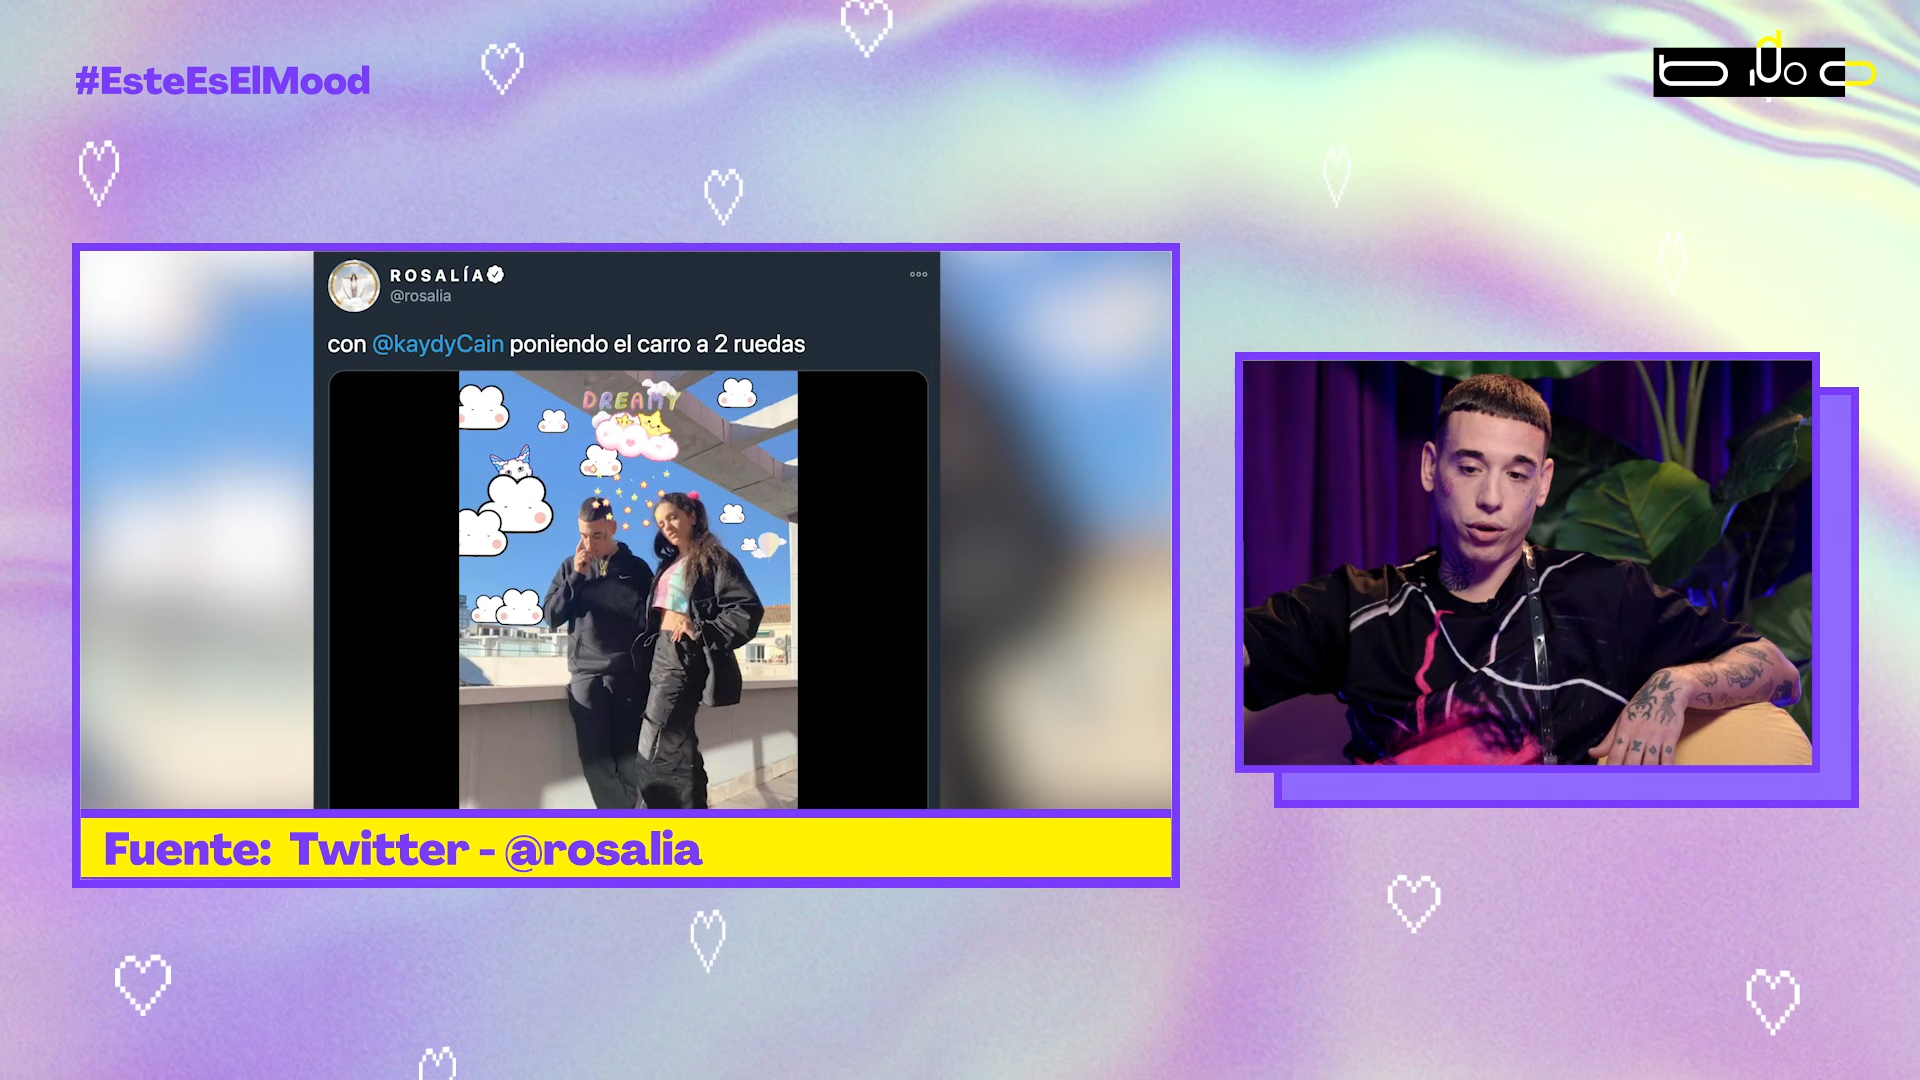 #EsteEsElMood
ROSALÍA
@rosalia
con @kaydyCain poniendo el carro a 2 ruedas
DREAMY
Fuente: Twitter - @rosalia